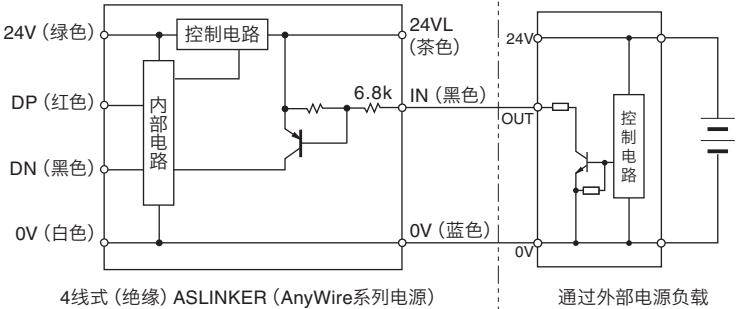 24V（绿色）
控制电路
24VL
（茶色）
24V
DP（红色）
内部电路
6.8k
IN（黑色）
OUT
控制电路
DN（黑色）
0V（白色）
0V（蓝色）
0V
4线式（绝缘）ASLINKER（AnyWire系列电源）
通过外部电源负载